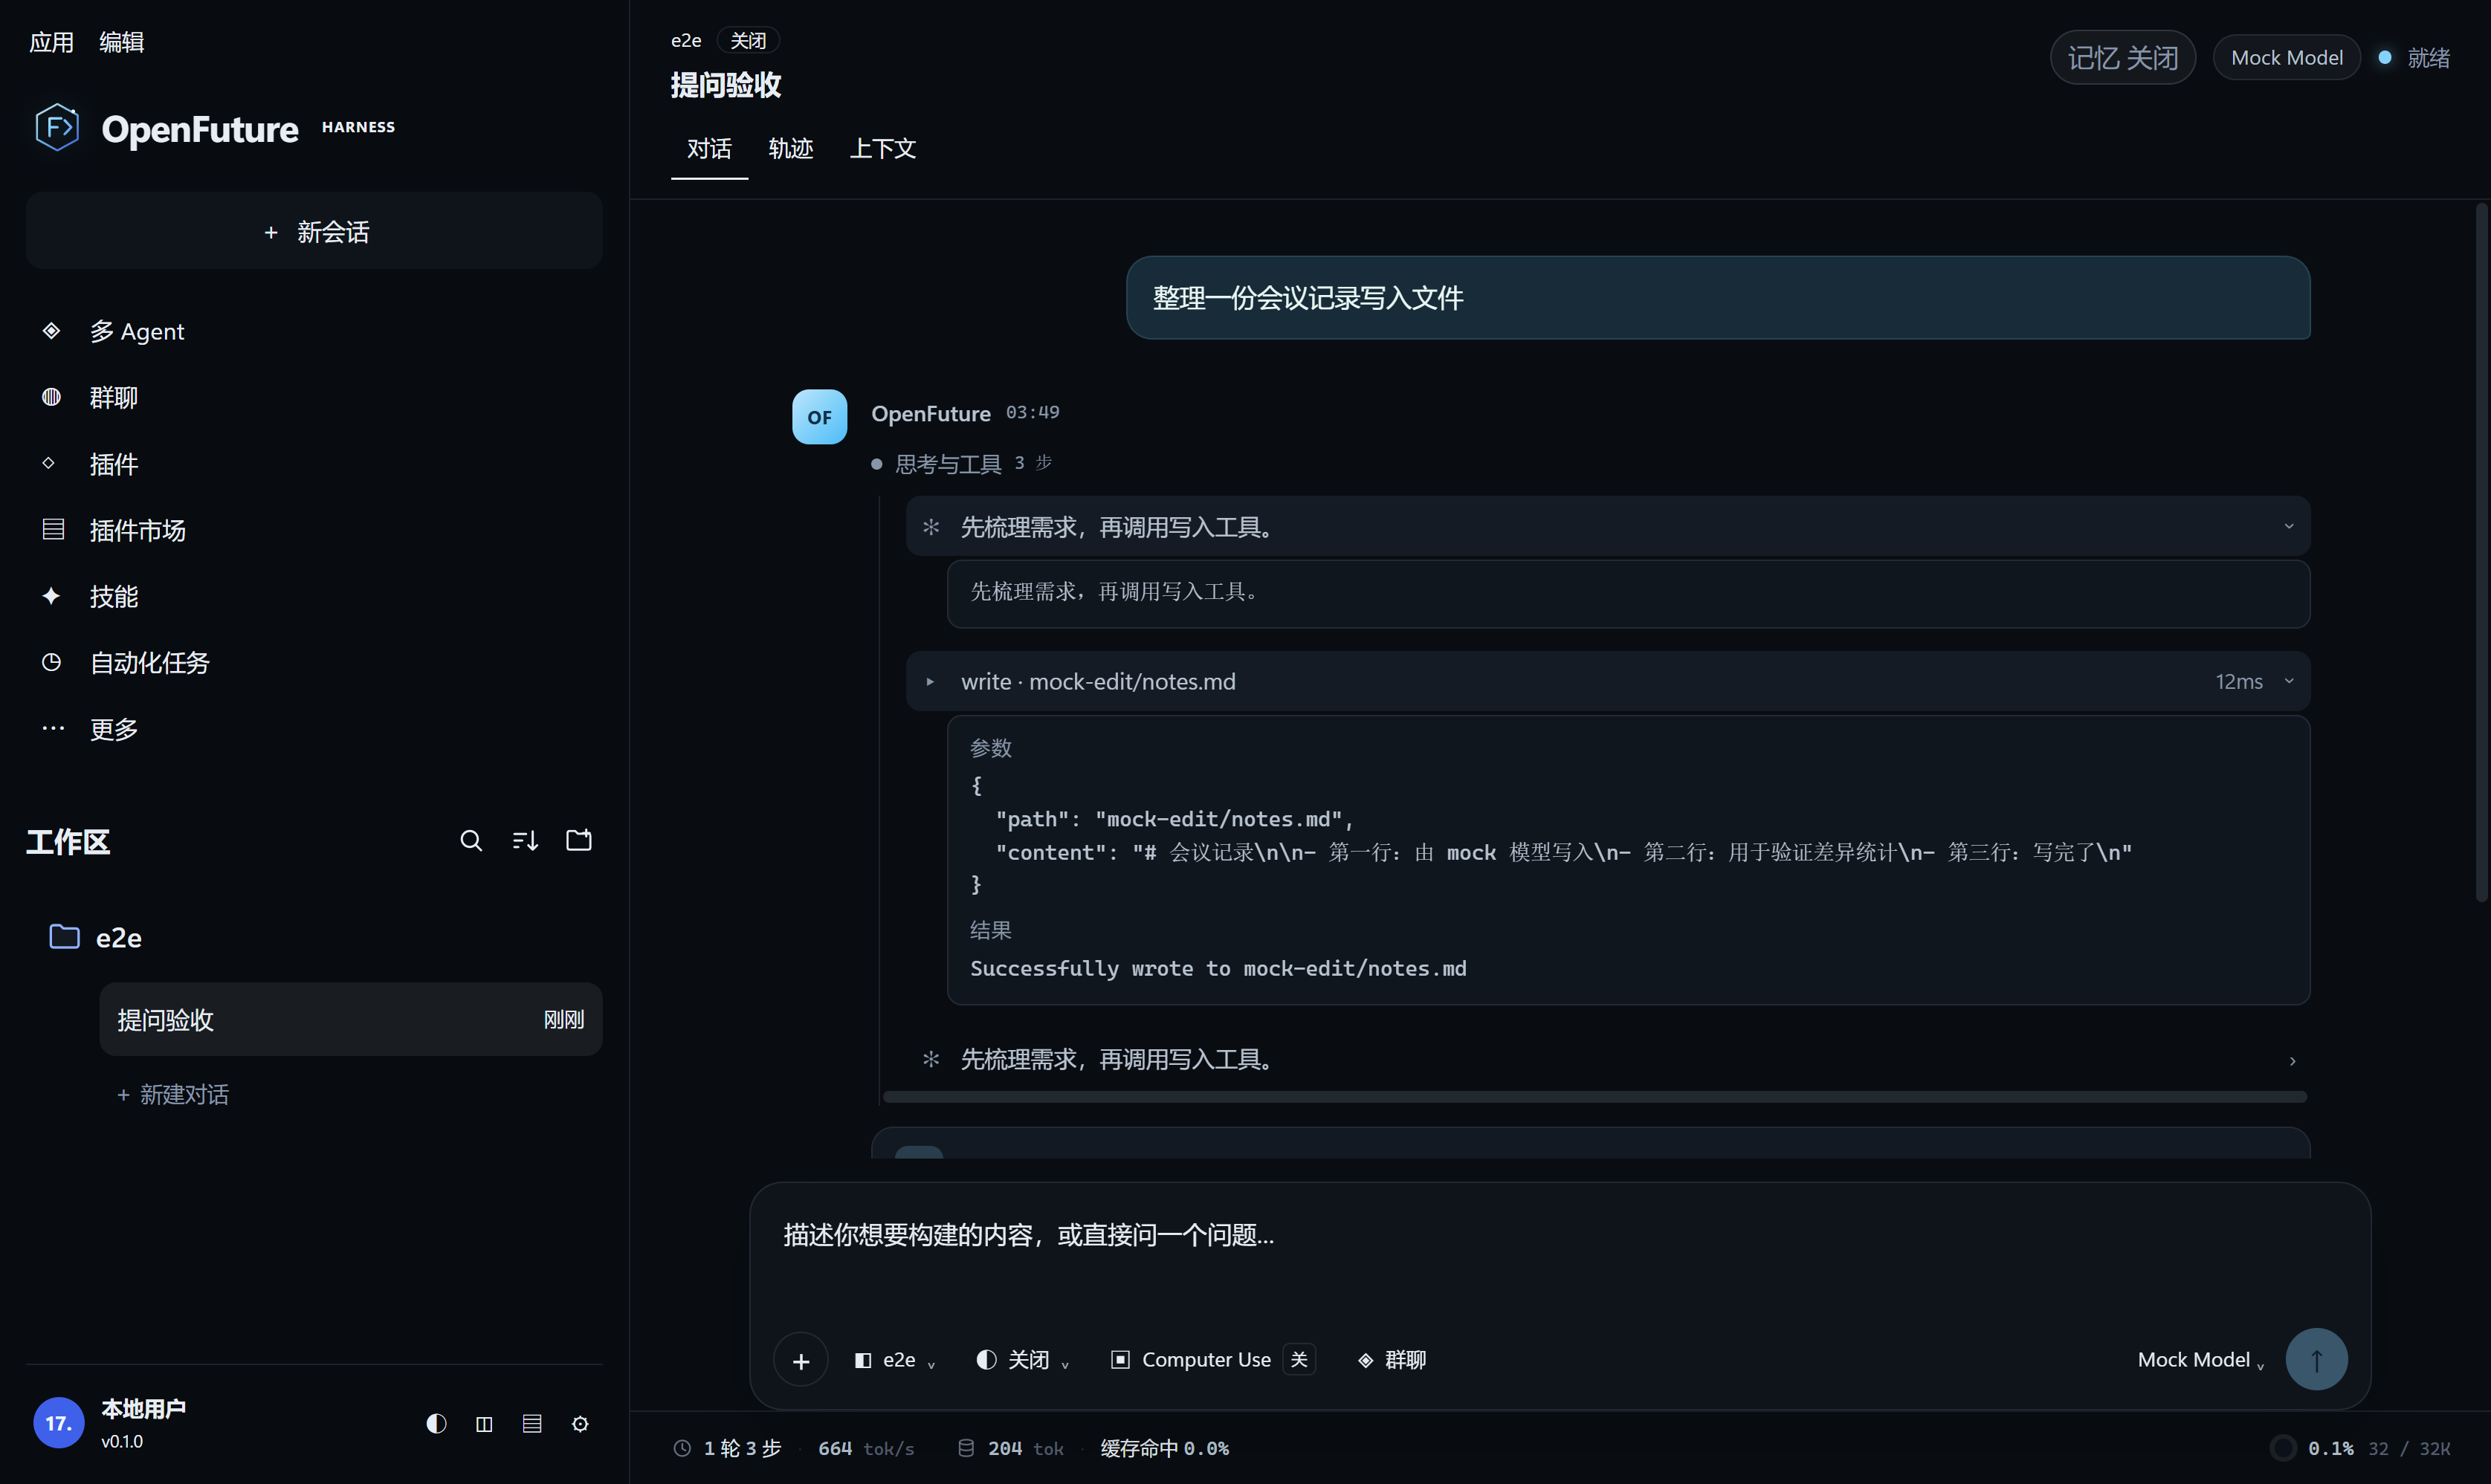 应用 编辑
OpenFuture HARNESS
+ 新会话
多 Agent
群聊
插件
插件市场
技能
自动化任务
更多
工作区
e2e
提问验收 刚刚
+ 新建对话
17.
本地用户
v0.1.0
e2e 关闭
提问验收
记忆 关闭 Mock Model 就绪
对话 轨迹 上下文
整理一份会议记录写入文件
OF
OpenFuture 03:49
思考与工具 3 步
先梳理需求，再调用写入工具。
先梳理需求，再调用写入工具。
write · mock-edit/notes.md 12ms
参数
{
"path": "mock-edit/notes.md",
"content": "# 会议记录\n\n- 第一行：由 mock 模型写入\n- 第二行：用于验证差异统计\n- 第三行：写完了\n"
}
结果
Successfully wrote to mock-edit/notes.md
先梳理需求，再调用写入工具。
描述你想要构建的内容，或直接问一个问题...
+ e2e 关闭 Computer Use 关 群聊 Mock Model ↑
1 轮 3 步 · 664 tok/s 204 tok · 缓存命中 0.0% 0.1% 32 / 32K